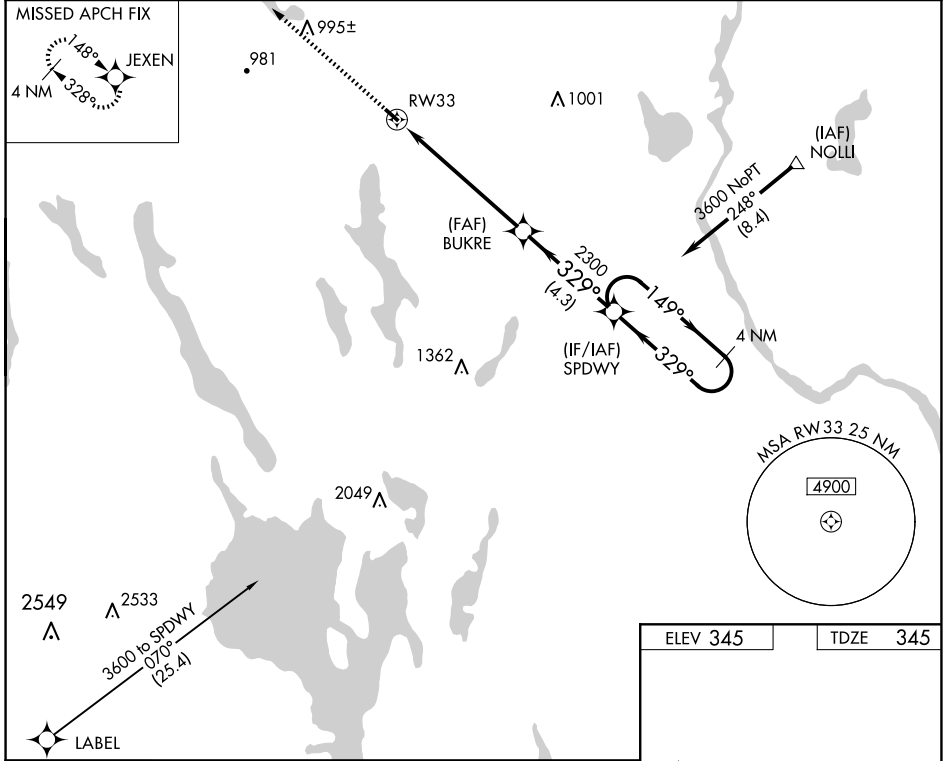 MISSED APCH FIX
148°
JEXEN
4 NM
328°
995±
981
RW33
1001
(IAF)
NOLLI
3600 NoPT
248°
(8.4)
(FAF)
BUKRE
2300
329°
(4.3)
149°
4 NM
(IF/IAF)
SPDWY
329°
1362
MSA RW33 25 NM
4900
2049
2549
2533
3600 to SPDWY
070°
(25.4)
LABEL
ELEV 345
TDZE 345